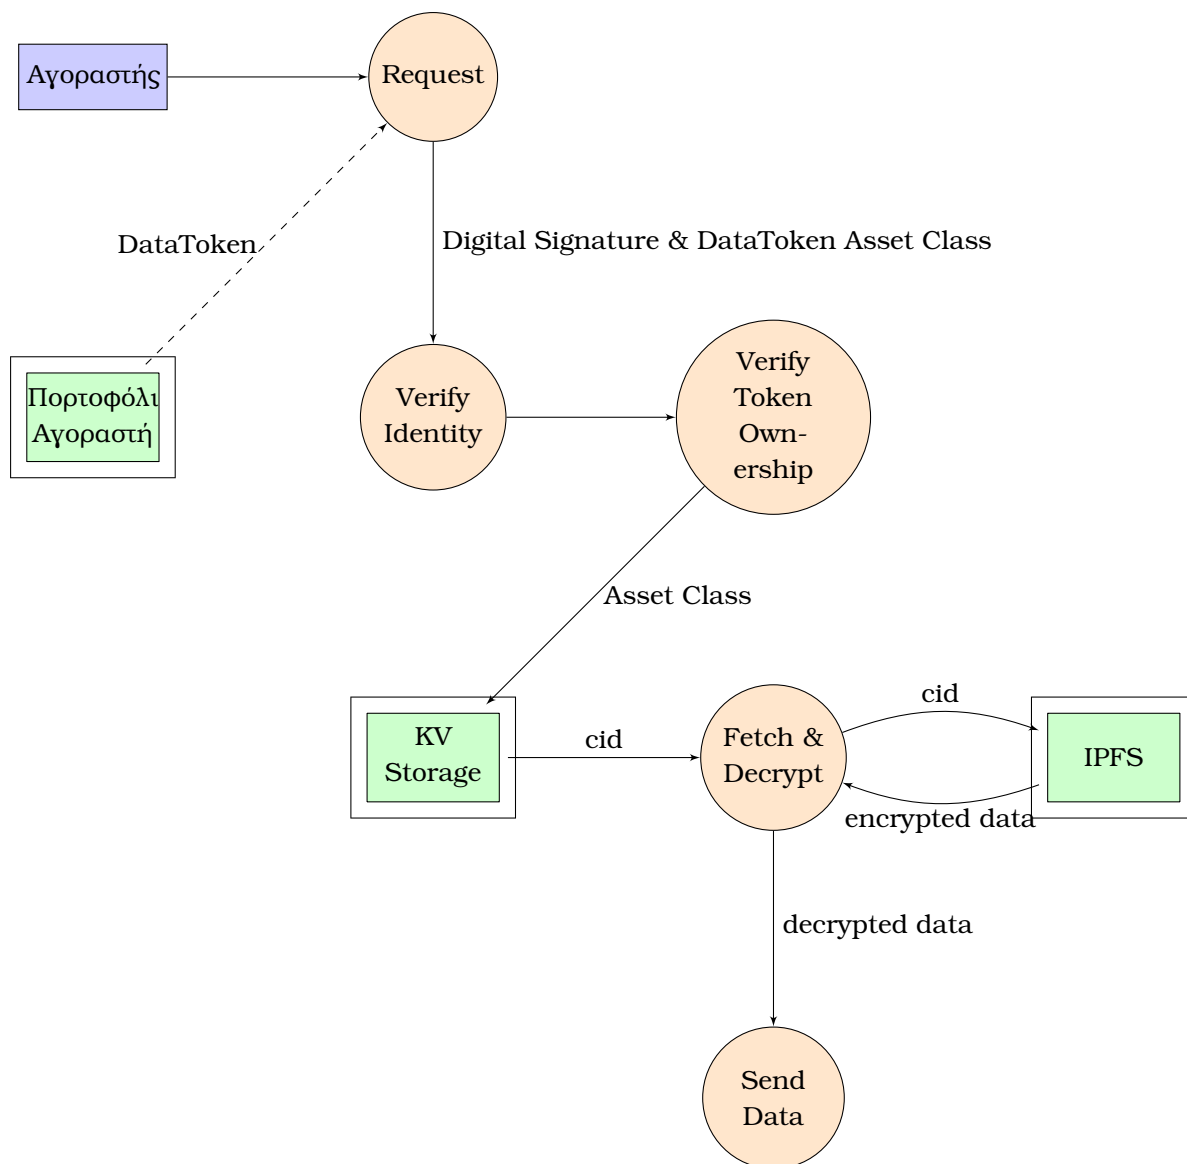 Αγοραστής
Request
DataToken
Digital Signature & DataToken Asset Class
Πορτοφόλι
Αγοραστή
Verify
Identity
Verify
Token
Own-
ership
Asset Class
KV
Storage
cid
Fetch &
Decrypt
cid
encrypted data
IPFS
decrypted data
Send
Data